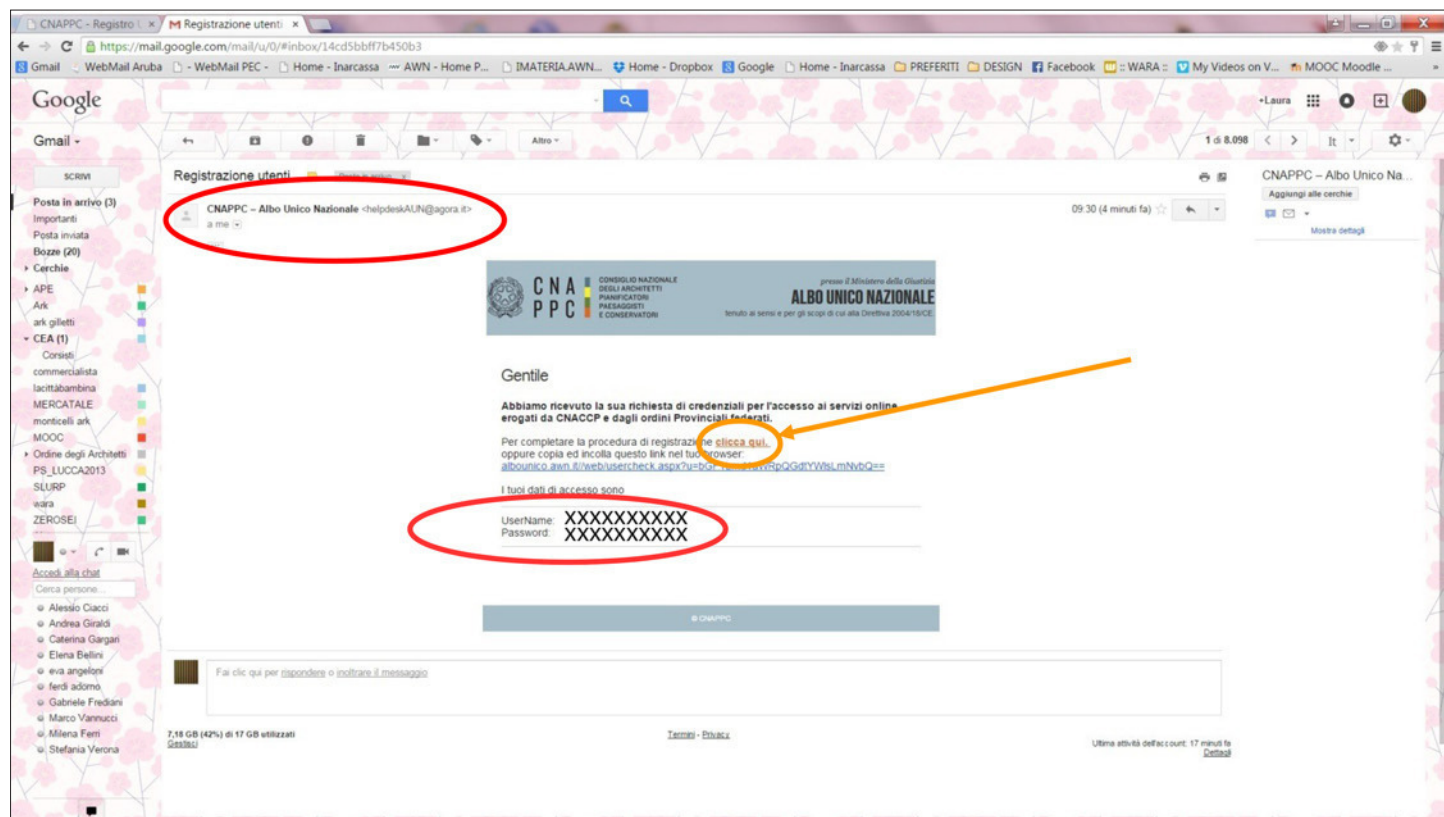 CNAPPC - Registro U
Registrazione utenti
https://mail.google.com/mail/u/0/#inbox/14cd5bbff7b450b3
Gmail WebMail Aruba - WebMail PEC - Home - Inarcassa AWN - Home P... IMATERIA.AWN... Home - Dropbox Google Home - Inarcassa PREFERITI DESIGN Facebook :: WARA :: My Videos on V... MOOC Moodle ... »
Google
+Laura
Gmail
Altro
1 di 8.098
It
SCRIVI
Registrazione utenti
CNAPPC – Albo Unico Na...
Aggiungi alle cerchie
Mostra dettagli
Posta in arrivo (3)
Importanti
Posta inviata
Bozze (20)
Cerchie
APE
Ark
ark gilletti
CEA (1)
Corsisti
commercialista
lacittàbambina
MERCATALE
monticelli ark
MOOC
Ordine degli Architetti
PS_LUCCA2013
SLURP
wara
ZEROSEI
Accedi alla chat
Cerca persone...
Alessio Ciacci
Andrea Giraldi
Caterina Gargari
Elena Bellini
eva angeloni
ferdi adorno
Gabriele Frediani
Marco Vannucci
Milena Ferri
Stefania Verona
CNAPPC – Albo Unico Nazionale <helpdeskAUN@agora.it>
a me
09:30 (4 minuti fa)
CNA
PPC
CONSIGLIO NAZIONALE
DEGLI ARCHITETTI
PIANIFICATORI
PAESAGGISTI
E CONSERVATORI
presso il Ministero della Giustizia
ALBO UNICO NAZIONALE
tenuto ai sensi e per gli scopi di cui alla Direttiva 2004/18/CE
Gentile
Abbiamo ricevuto la sua richiesta di credenziali per l'accesso ai servizi online
erogati da CNACCP e dagli ordini Provinciali federati.
Per completare la procedura di registrazione clicca qui.
oppure copia ed incolla questo link nel tuo browser:
I tuoi dati di accesso sono
UserName: XXXXXXXXXX
Password: XXXXXXXXXX
© CNAPPC
Fai clic qui per rispondere o inoltrare il messaggio
7,18 GB (42%) di 17 GB utilizzati
Gestisci
Termini - Privacy
Ultima attività dell'account: 17 minuti fa
Dettagli